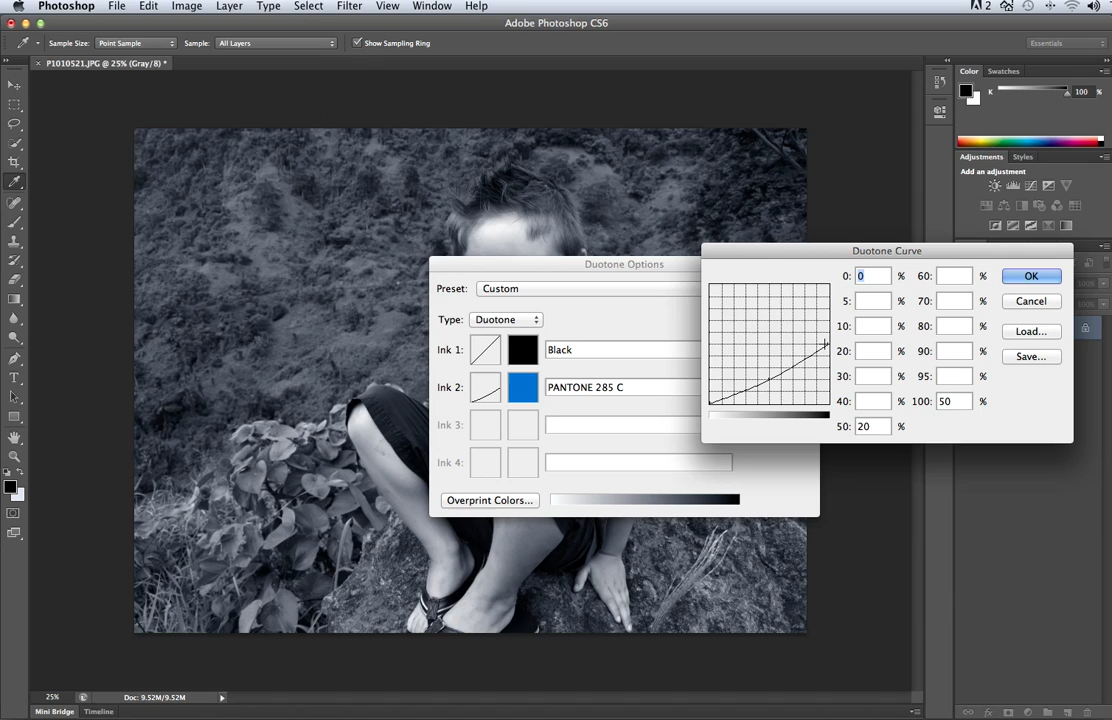 Photoshop File Edit Image Layer Type Select Filter View Window Help 2
Adobe Photoshop CS6
Sample Size: Point Sample Sample: All Layers Show Sampling Ring Essentials
P1010521.JPG @ 25% (Gray/8) *
Color Swatches
K 100 %
Adjustments Styles
Add an adjustment
Duotone Options
Preset: Custom
Type: Duotone
Ink 1: Black
Ink 2: PANTONE 285 C
Ink 3:
Ink 4:
Overprint Colors...
Duotone Curve
0: 0 % 60: % OK
5: % 70: % Cancel
10: % 80: % Load...
20: % 90: % Save...
30: % 95: %
40: % 100: 50 %
50: 20 %
25% Doc: 9.52M/9.52M
Mini Bridge Timeline